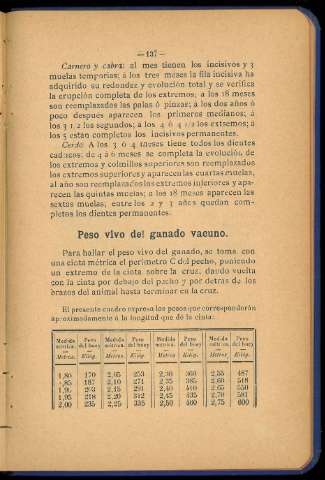 — 137 —
Carnero y cabra: al mes tienen los incisivos y 3
muelas temporias; á los tres meses la fila incisiva ha
adquirido su redondez y evolución total y se verifica
la erupción completa de los extremos; a los 18 meses
son reemplazados las palas ó pinzas; á los dos años ó
poco después aparecen los primeros medianos; á
los 3 1/2 los segundos; á los 4 ó 4 1/2 los extremos; á
los 5 están completos los incisivos permanentes.
Cerdo: A los 3 ó 4 meses tiene todos los dientes
caducos; de 4 á 6 meses se completa la evolución de
los extremos y colmillos superiores son reemplazados
los extremos superiores y aparecen las cuartas muelas,
al año son reemplazados los extremos inferiores y apa-
recen las quintas muelas; a los 18 meses aparecen las
sextas muelas; entre los 2 y 3 años quedan com-
pletos los dientes permanentes.
Peso vivo del ganado vacuno.
Para hallar el peso vivo del ganado, se toma con
una cinta métrica el perímetro C del pecho, poniendo
un extremo de la cinta sobre la cruz, dando vuelta
con la cinta por debajo del pecho y por detrás de los
brazos del animal hasta terminar en la cruz.
El presente cuadro expresa los pesos que corresponderán
aproximadamente á la longitud que dé la cinta:
Medida métrica. Peso del buey Medida métrica. Peso del buey Medida métrica. Peso del buey Medida métrica. Peso del buey
Metros. Kilóg. Metros. Kilóg. Metros. Kilóg. Metros. Kilóg.
1,80 170 2,05 253 2,30 360 2,55 487
1,85 187 2,10 271 2,35 385 2,60 518
1,90 203 2,15 291 2,40 410 2,65 550
1,95 218 2,20 312 2,45 435 2,70 581
2,00 235 2,25 335 2,50 460 2,75 600